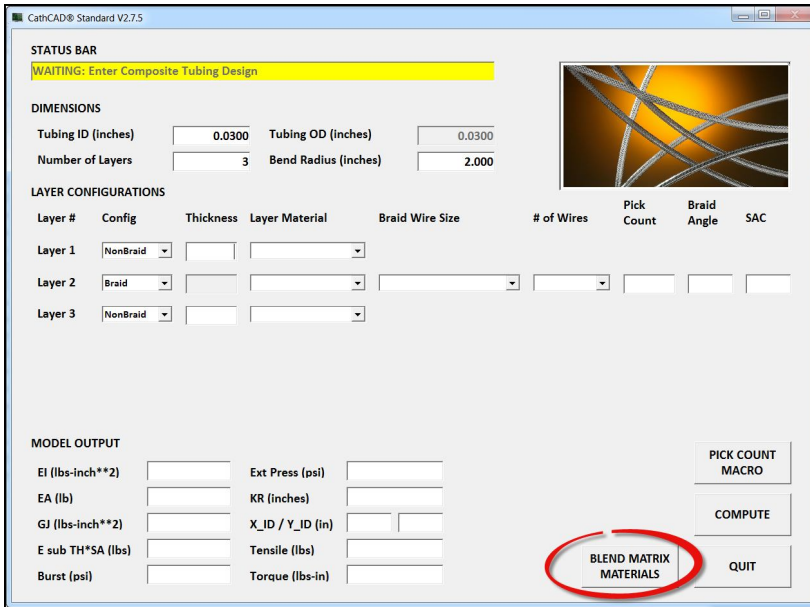 CathCAD® Standard V2.7.5
STATUS BAR
WAITING: Enter Composite Tubing Design
DIMENSIONS
Tubing ID (inches) 0.0300 Tubing OD (inches) 0.0300
Number of Layers 3 Bend Radius (inches) 2.000
LAYER CONFIGURATIONS
Layer # Config Thickness Layer Material Braid Wire Size # of Wires Pick Count Braid Angle SAC
Layer 1 NonBraid
Layer 2 Braid
Layer 3 NonBraid
MODEL OUTPUT
EI (lbs-inch**2) Ext Press (psi)
EA (lb) KR (inches)
GJ (lbs-inch**2) X_ID / Y_ID (in)
E sub TH*SA (lbs) Tensile (lbs)
Burst (psi) Torque (lbs-in)
PICK COUNT
MACRO
COMPUTE
BLEND MATRIX
MATERIALS
QUIT